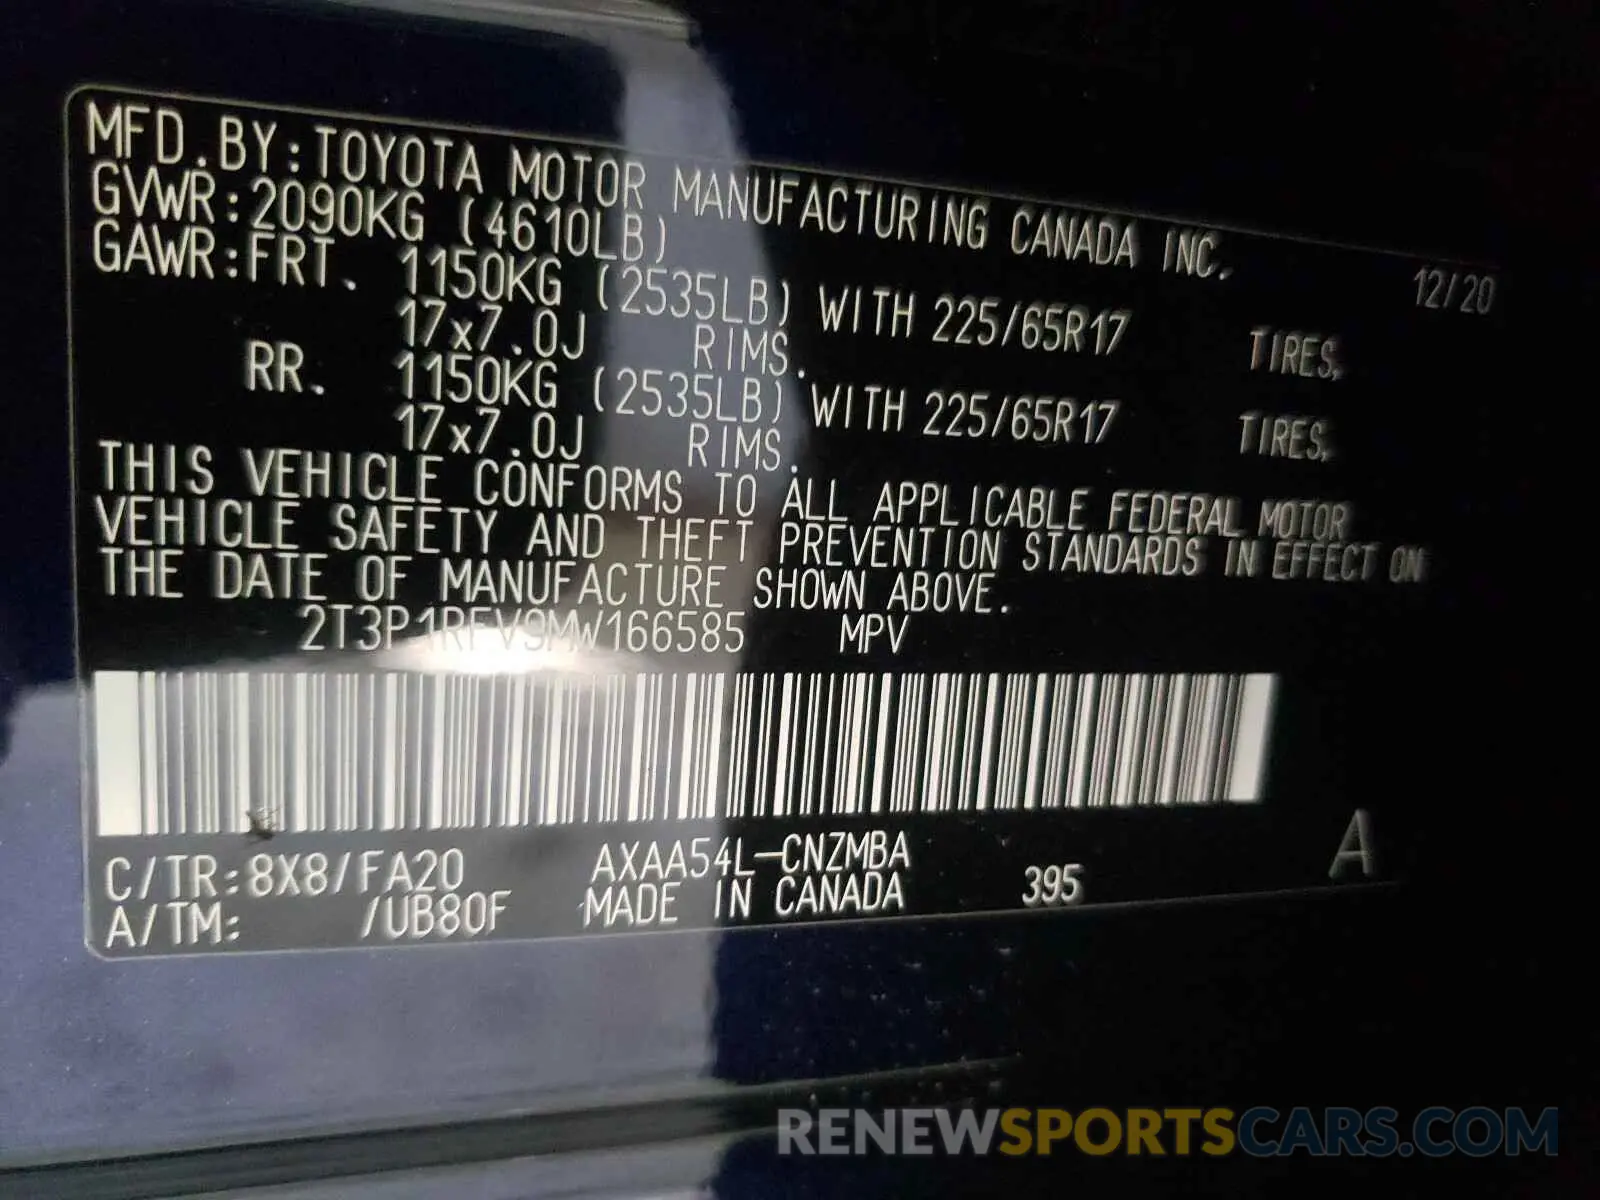 MFD.BY:TOYOTA MOTOR MANUFACTURING CANADA INC.
12/20
GVWR:2090KG (4610LB)
GAWR:FRT. 1150KG (2535LB) WITH 225/65R17 TIRES,
17x7.0J RIMS.
RR. 1150KG (2535LB) WITH 225/65R17 TIRES,
17x7.0J RIMS.
THIS VEHICLE CONFORMS TO ALL APPLICABLE FEDERAL MOTOR
VEHICLE SAFETY AND THEFT PREVENTION STANDARDS IN EFFECT ON
THE DATE OF MANUFACTURE SHOWN ABOVE.
2T3P1RFV9MW166585 MPV
C/TR:8X8/FA20 AXAA54L-CNZMBA
A/TM: /UB80F MADE IN CANADA 395
A
RENEWSPORTSCARS.COM